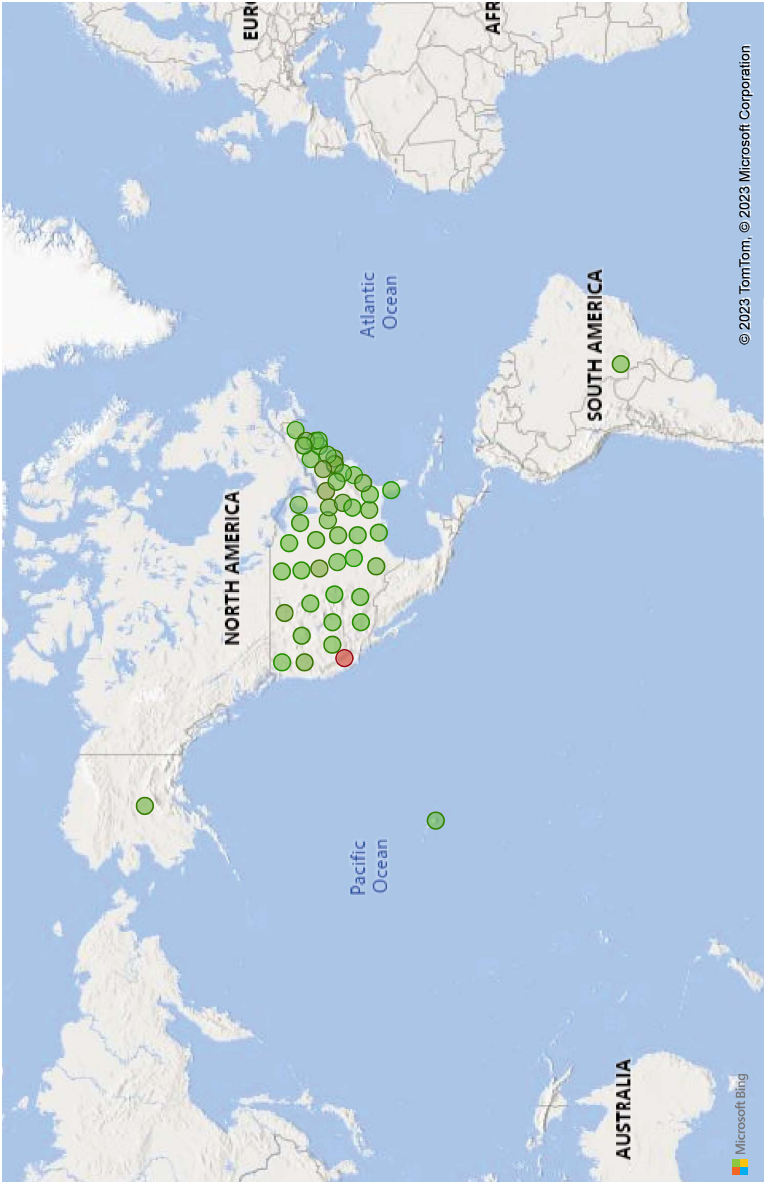 NORTH AMERICA
EUR
AFR
Atlantic
Ocean
SOUTH AMERICA
Pacific
Ocean
AUSTRALIA
Microsoft Bing
© 2023 TomTom, © 2023 Microsoft Corporation